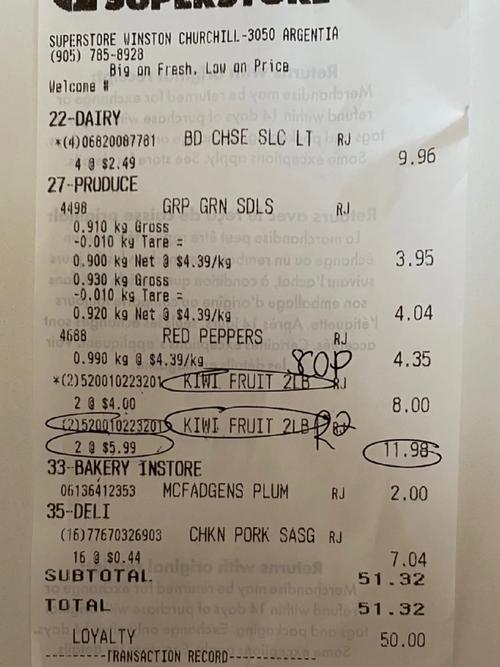 SUPERSTORE
SUPERSTORE WINSTON CHURCHILL-3050 ARGENTIA
(905) 785-8928
Big on Fresh, Low on Price
Welcome #
22-DAIRY
*(4)06820087781 BD CHSE SLC LT RJ
4 @ $2.49 9.96
27-PRODUCE
4498 GRP GRN SDLS RJ
0.910 kg Gross
-0.010 kg Tare =
0.900 kg Net @ $4.39/kg 3.95
0.930 kg Gross
-0.010 kg Tare =
0.920 kg Net @ $4.39/kg 4.04
4688 RED PEPPERS RJ
0.990 kg @ $4.39/kg 4.35
SOP
*(2)520010223201 KIWI FRUIT 2LB RJ
2 @ $4.00 8.00
(2)520010223201 KIWI FRUIT 2LB
2 @ $5.99 11.98
33-BAKERY INSTORE
06136412353 MCFADGENS PLUM RJ 2.00
35-DELI
(16)77670326903 CHKN PORK SASG RJ
16 @ $0.44 7.04
SUBTOTAL 51.32
TOTAL 51.32
LOYALTY 50.00
---------TRANSACTION RECORD-------------